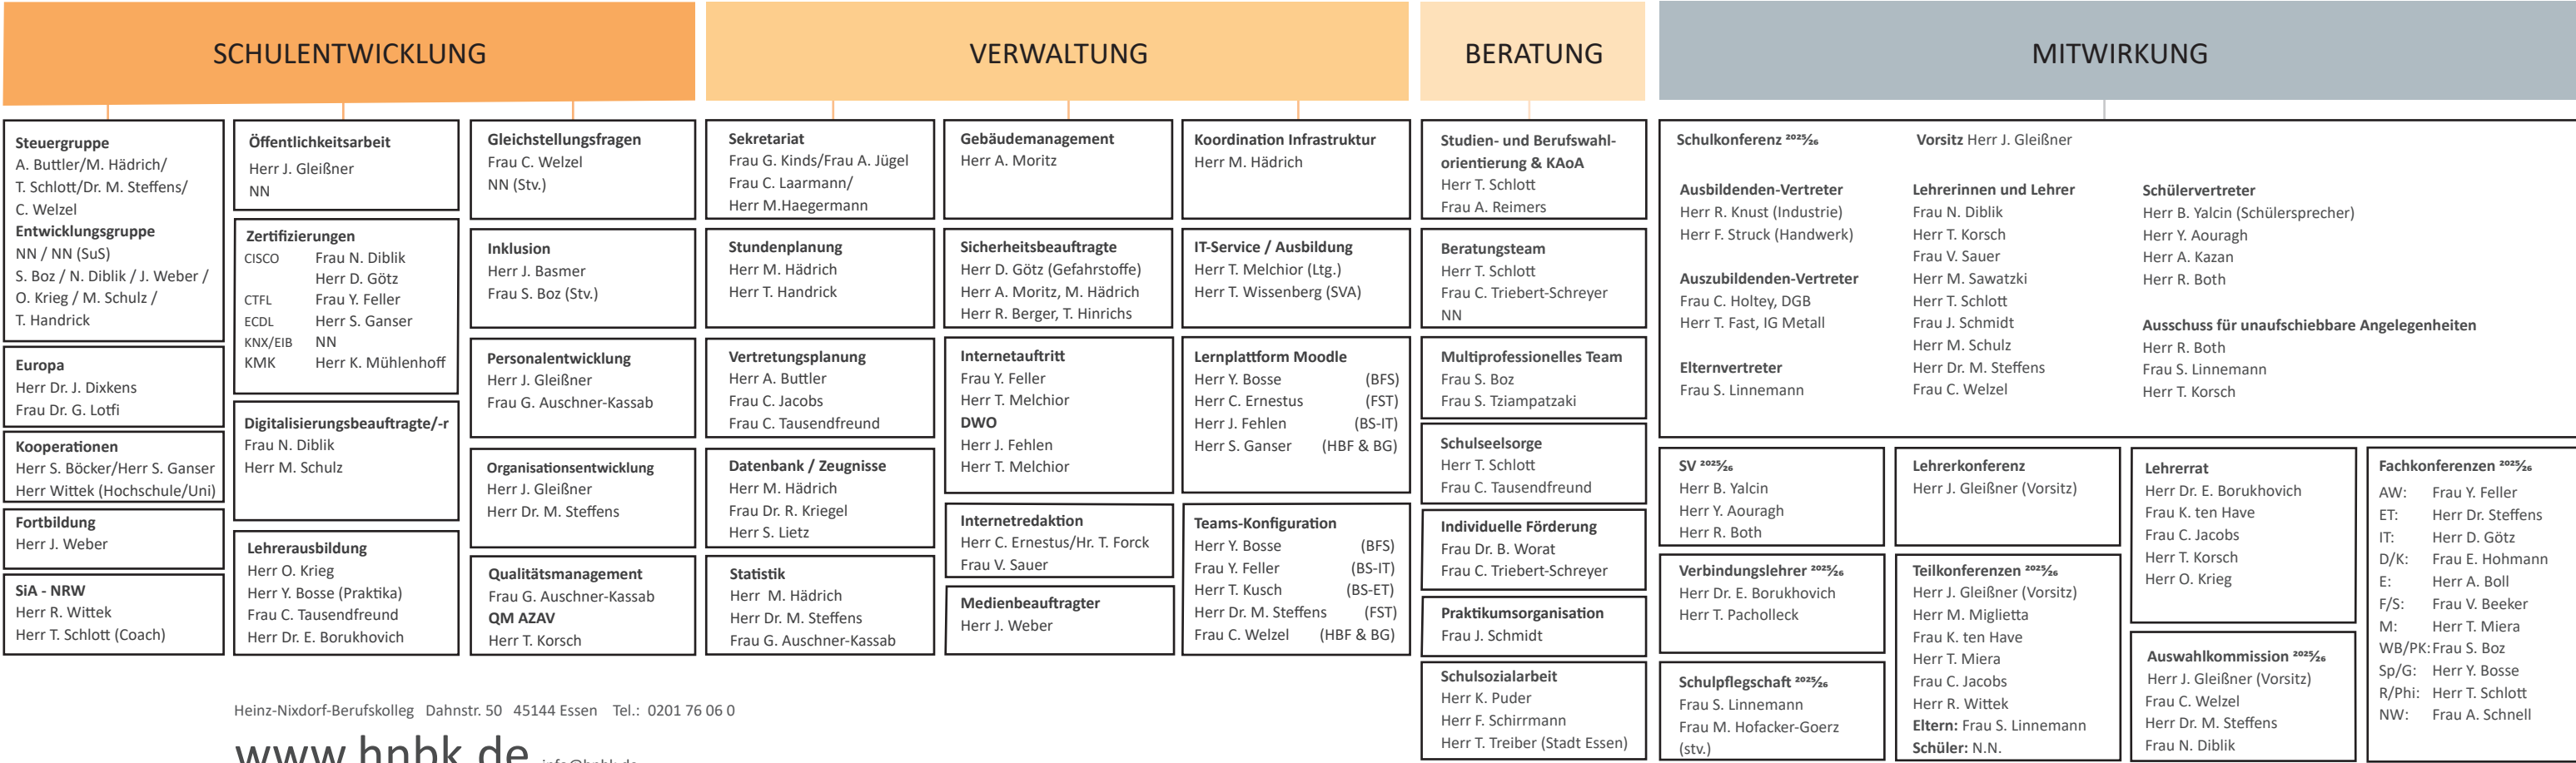 SCHULENTWICKLUNG
Steuergruppe
A. Buttler/M. Hädrich/
T. Schlott/Dr. M. Steffens/
C. Welzel
Entwicklungsgruppe
NN / NN (SuS)
S. Boz / N. Diblik / J. Weber /
O. Krieg / M. Schulz /
T. Handrick
Europa
Herr Dr. J. Dixkens
Frau Dr. G. Lotfi
Kooperationen
Herr S. Böcker/Herr S. Ganser
Herr Wittek (Hochschule/Uni)
Fortbildung
Herr J. Weber
SiA - NRW
Herr R. Wittek
Herr T. Schlott (Coach)
Öffentlichkeitsarbeit
Herr J. Gleißner
NN
Zertifizierungen
CISCO Frau N. Diblik
Herr D. Götz
CTFL Frau Y. Feller
ECDL Herr S. Ganser
KNX/EIB NN
KMK Herr K. Mühlenhoff
Digitalisierungsbeauftragte/-r
Frau N. Diblik
Herr M. Schulz
Lehrerausbildung
Herr O. Krieg
Herr Y. Bosse (Praktika)
Frau C. Tausendfreund
Herr Dr. E. Borukhovich
Gleichstellungsfragen
Frau C. Welzel
NN (Stv.)
Inklusion
Herr J. Basmer
Frau S. Boz (Stv.)
Personalentwicklung
Herr J. Gleißner
Frau G. Auschner-Kassab
Organisationsentwicklung
Herr J. Gleißner
Herr Dr. M. Steffens
Qualitätsmanagement
Frau G. Auschner-Kassab
QM AZAV
Herr T. Korsch
VERWALTUNG
Sekretariat
Frau G. Kinds/Frau A. Jügel
Frau C. Laarmann/
Herr M.Haegermann
Stundenplanung
Herr M. Hädrich
Herr T. Handrick
Vertretungsplanung
Herr A. Buttler
Frau C. Jacobs
Frau C. Tausendfreund
Datenbank / Zeugnisse
Herr M. Hädrich
Frau Dr. R. Kriegel
Herr S. Lietz
Statistik
Herr M. Hädrich
Herr Dr. M. Steffens
Frau G. Auschner-Kassab
Gebäudemanagement
Herr A. Moritz
Sicherheitsbeauftragte
Herr D. Götz (Gefahrstoffe)
Herr A. Moritz, M. Hädrich
Herr R. Berger, T. Hinrichs
Internetauftritt
Frau Y. Feller
Herr T. Melchior
DWO
Herr J. Fehlen
Herr T. Melchior
Internetredaktion
Herr C. Ernestus/Hr. T. Forck
Frau V. Sauer
Medienbeauftragter
Herr J. Weber
Koordination Infrastruktur
Herr M. Hädrich
IT-Service / Ausbildung
Herr T. Melchior (Ltg.)
Herr T. Wissenberg (SVA)
Lernplattform Moodle
Herr Y. Bosse (BFS)
Herr C. Ernestus (FST)
Herr J. Fehlen (BS-IT)
Herr S. Ganser (HBF & BG)
Teams-Konfiguration
Herr Y. Bosse (BFS)
Frau Y. Feller (BS-IT)
Herr T. Kusch (BS-ET)
Herr Dr. M. Steffens (FST)
Frau C. Welzel (HBF & BG)
BERATUNG
Studien- und Berufswahl-
orientierung & KAoA
Herr T. Schlott
Frau A. Reimers
Beratungsteam
Herr T. Schlott
Frau C. Triebert-Schreyer
NN
Multiprofessionelles Team
Frau S. Boz
Frau S. Tziampatzaki
Schulseelsorge
Herr T. Schlott
Frau C. Tausendfreund
Individuelle Förderung
Frau Dr. B. Worat
Frau C. Triebert-Schreyer
Praktikumsorganisation
Frau J. Schmidt
Schulsozialarbeit
Herr K. Puder
Herr F. Schirrmann
Herr T. Treiber (Stadt Essen)
MITWIRKUNG
Schulkonferenz ²⁰²⁵⁄₂₆ Vorsitz Herr J. Gleißner
Ausbildenden-Vertreter
Herr R. Knust (Industrie)
Herr F. Struck (Handwerk)
Auszubildenden-Vertreter
Frau C. Holtey, DGB
Herr T. Fast, IG Metall
Elternvertreter
Frau S. Linnemann
Lehrerinnen und Lehrer
Frau N. Diblik
Herr T. Korsch
Frau V. Sauer
Herr M. Sawatzki
Herr T. Schlott
Frau J. Schmidt
Herr M. Schulz
Herr Dr. M. Steffens
Frau C. Welzel
Schülervertreter
Herr B. Yalcin (Schülersprecher)
Herr Y. Aouragh
Herr A. Kazan
Herr R. Both
Ausschuss für unaufschiebbare Angelegenheiten
Herr R. Both
Frau S. Linnemann
Herr T. Korsch
SV ²⁰²⁵⁄₂₆
Herr B. Yalcin
Herr Y. Aouragh
Herr R. Both
Verbindungslehrer ²⁰²⁵⁄₂₆
Herr Dr. E. Borukhovich
Herr T. Pacholleck
Schulpflegschaft ²⁰²⁵⁄₂₆
Frau S. Linnemann
Frau M. Hofacker-Goerz
(stv.)
Lehrerkonferenz
Herr J. Gleißner (Vorsitz)
Teilkonferenzen ²⁰²⁵⁄₂₆
Herr J. Gleißner (Vorsitz)
Herr M. Miglietta
Frau K. ten Have
Herr T. Miera
Frau C. Jacobs
Herr R. Wittek
Eltern: Frau S. Linnemann
Schüler: N.N.
Lehrerrat
Herr Dr. E. Borukhovich
Frau K. ten Have
Frau C. Jacobs
Herr T. Korsch
Herr O. Krieg
Auswahlkommission ²⁰²⁵⁄₂₆
Herr J. Gleißner (Vorsitz)
Frau C. Welzel
Herr Dr. M. Steffens
Frau N. Diblik
Fachkonferenzen ²⁰²⁵⁄₂₆
AW: Frau Y. Feller
ET: Herr Dr. Steffens
IT: Herr D. Götz
D/K: Frau E. Hohmann
E: Herr A. Boll
F/S: Frau V. Beeker
M: Herr T. Miera
WB/PK: Frau S. Boz
Sp/G: Herr Y. Bosse
R/Phi: Herr T. Schlott
NW: Frau A. Schnell
Heinz-Nixdorf-Berufskolleg Dahnstr. 50 45144 Essen Tel.: 0201 76 06 0
www.hnbk.de info@hnbk.de